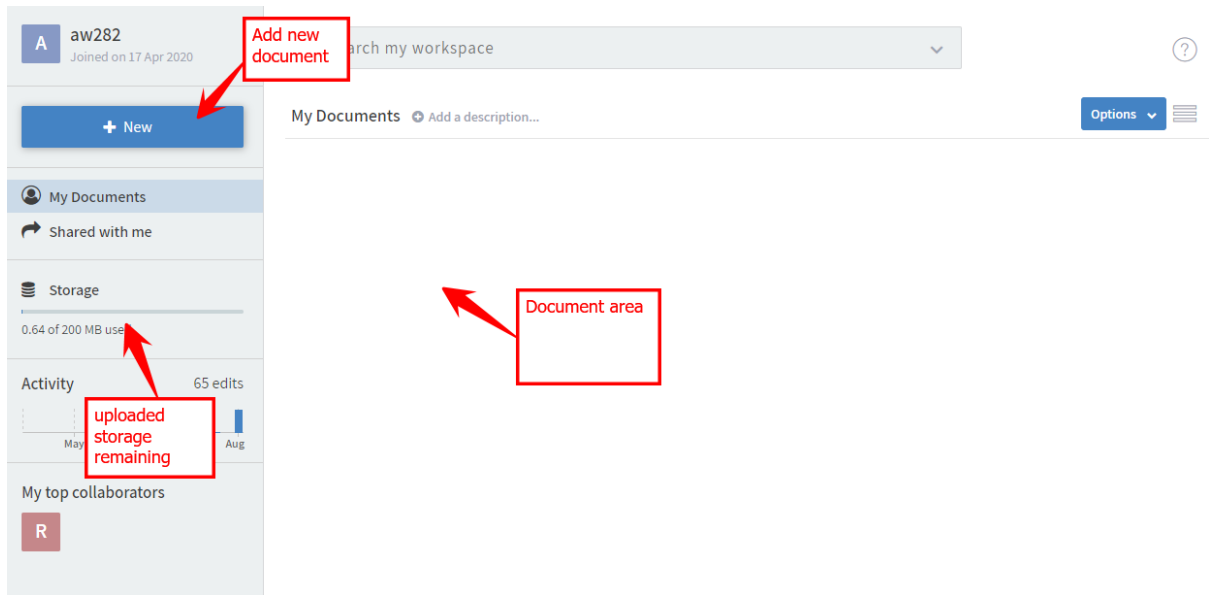 A
aw282
Joined on 17 Apr 2020
Add new
document
arch my workspace
?
+ New
My Documents
Add a description...
Options
My Documents
Shared with me
Storage
0.64 of 200 MB use
Document area
Activity
65 edits
uploaded
storage
remaining
May
Aug
My top collaborators
R